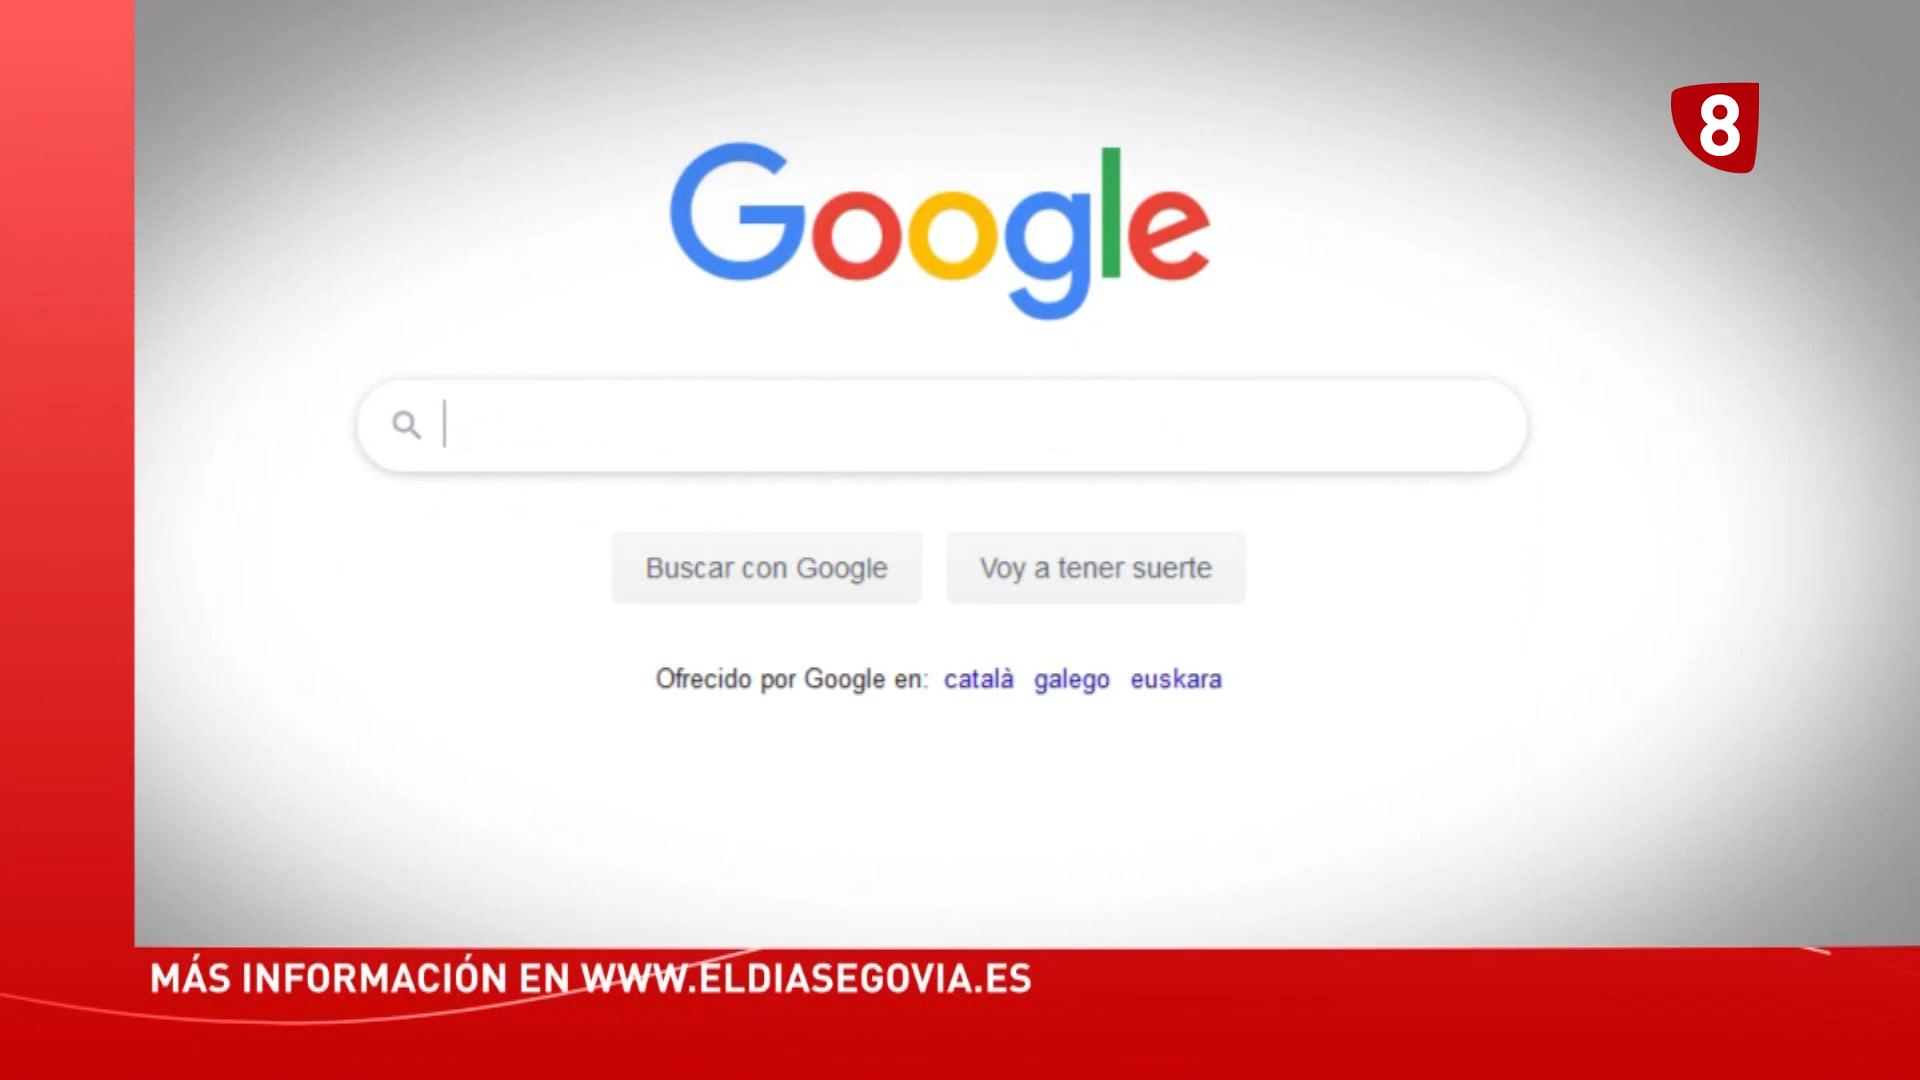 8
Google
Buscar con Google Voy a tener suerte
Ofrecido por Google en: català galego euskara
MÁS INFORMACIÓN EN WWW.ELDIASEGOVIA.ES